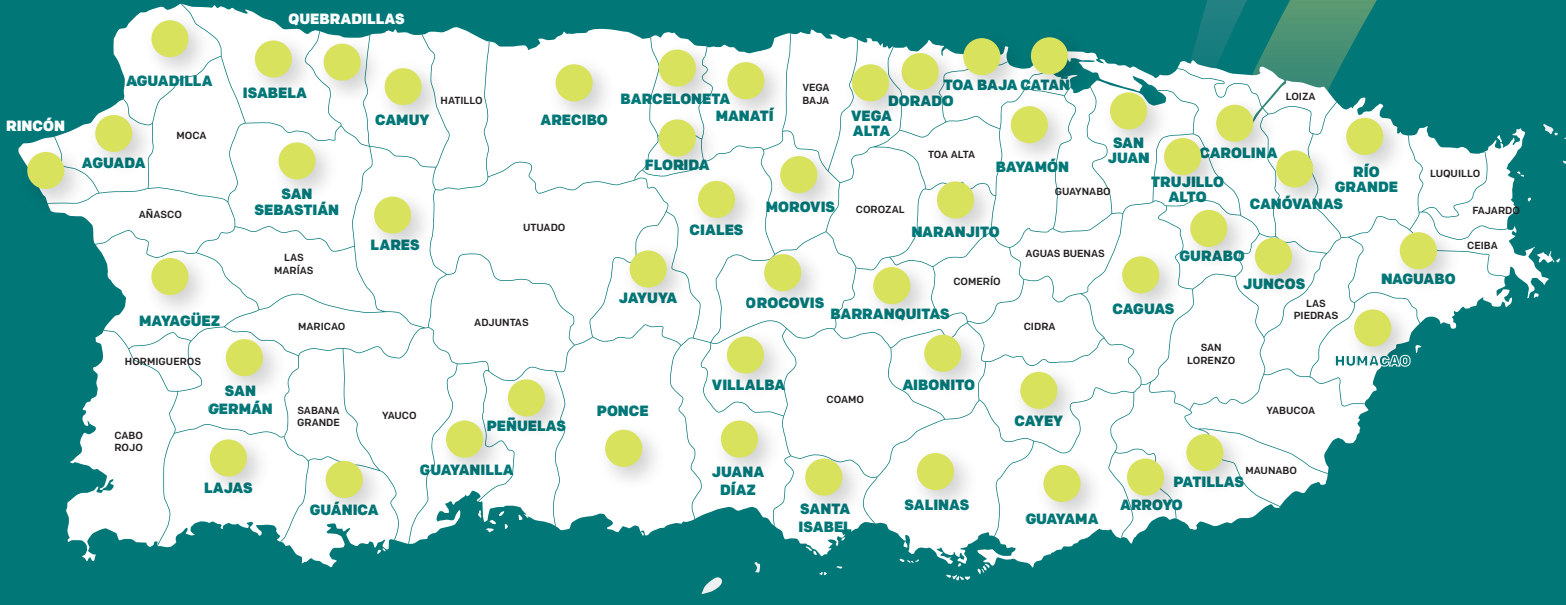 QUEBRADILLAS
AGUADILLA
ISABELA
CAMUY
HATILLO
ARECIBO
BARCELONETA
MANATÍ
VEGA
BAJA
VEGA
ALTA
DORADO
TOA BAJA
CATAÑ
LOIZA
RINCÓN
MOCA
AGUADA
SAN
SEBASTIÁN
LARES
FLORIDA
MOROVIS
CIALES
TOA ALTA
COROZAL
NARANJITO
BAYAMÓN
GUAYNABO
SAN
JUAN
TRUJILLO
ALTO
CAROLINA
CANÓVANAS
RÍO
GRANDE
LUQUILLO
FAJARDO
CEIBA
AÑASCO
UTUADO
LAS
MARÍAS
MAYAGÜEZ
MARICAO
ADJUNTAS
JAYUYA
OROCOVIS
BARRANQUITAS
COMERÍO
AGUAS BUENAS
CIDRA
CAGUAS
GURABO
JUNCOS
LAS
PIEDRAS
NAGUABO
HUMACAO
HORMIGUEROS
SAN
GERMÁN
SABANA
GRANDE
YAUCO
PEÑUELAS
GUAYANILLA
PONCE
VILLALBA
COAMO
AIBONITO
CAYEY
SAN
LORENZO
YABUCOA
CABO
ROJO
LAJAS
GUÁNICA
JUANA
DÍAZ
SANTA
ISABEL
SALINAS
GUAYAMA
ARROYO
PATILLAS
MAUNABO